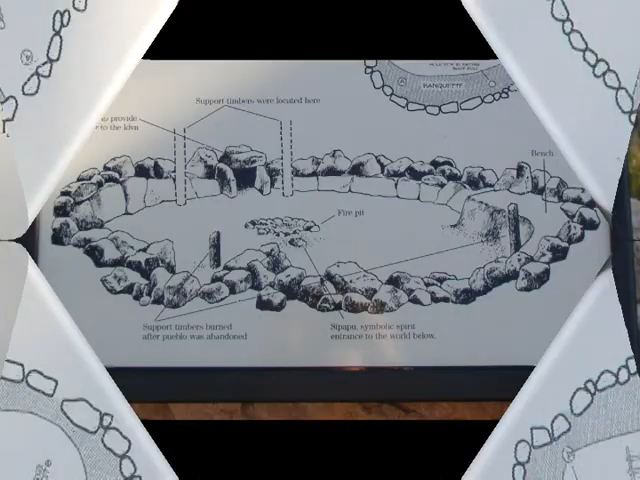 BANQUETTE
Support timbers were located here
to provide
to the kiva
Bench
Fire pit
Support timbers burned
after pueblo was abandoned
Sipapu, symbolic spirit
entrance to the world below.